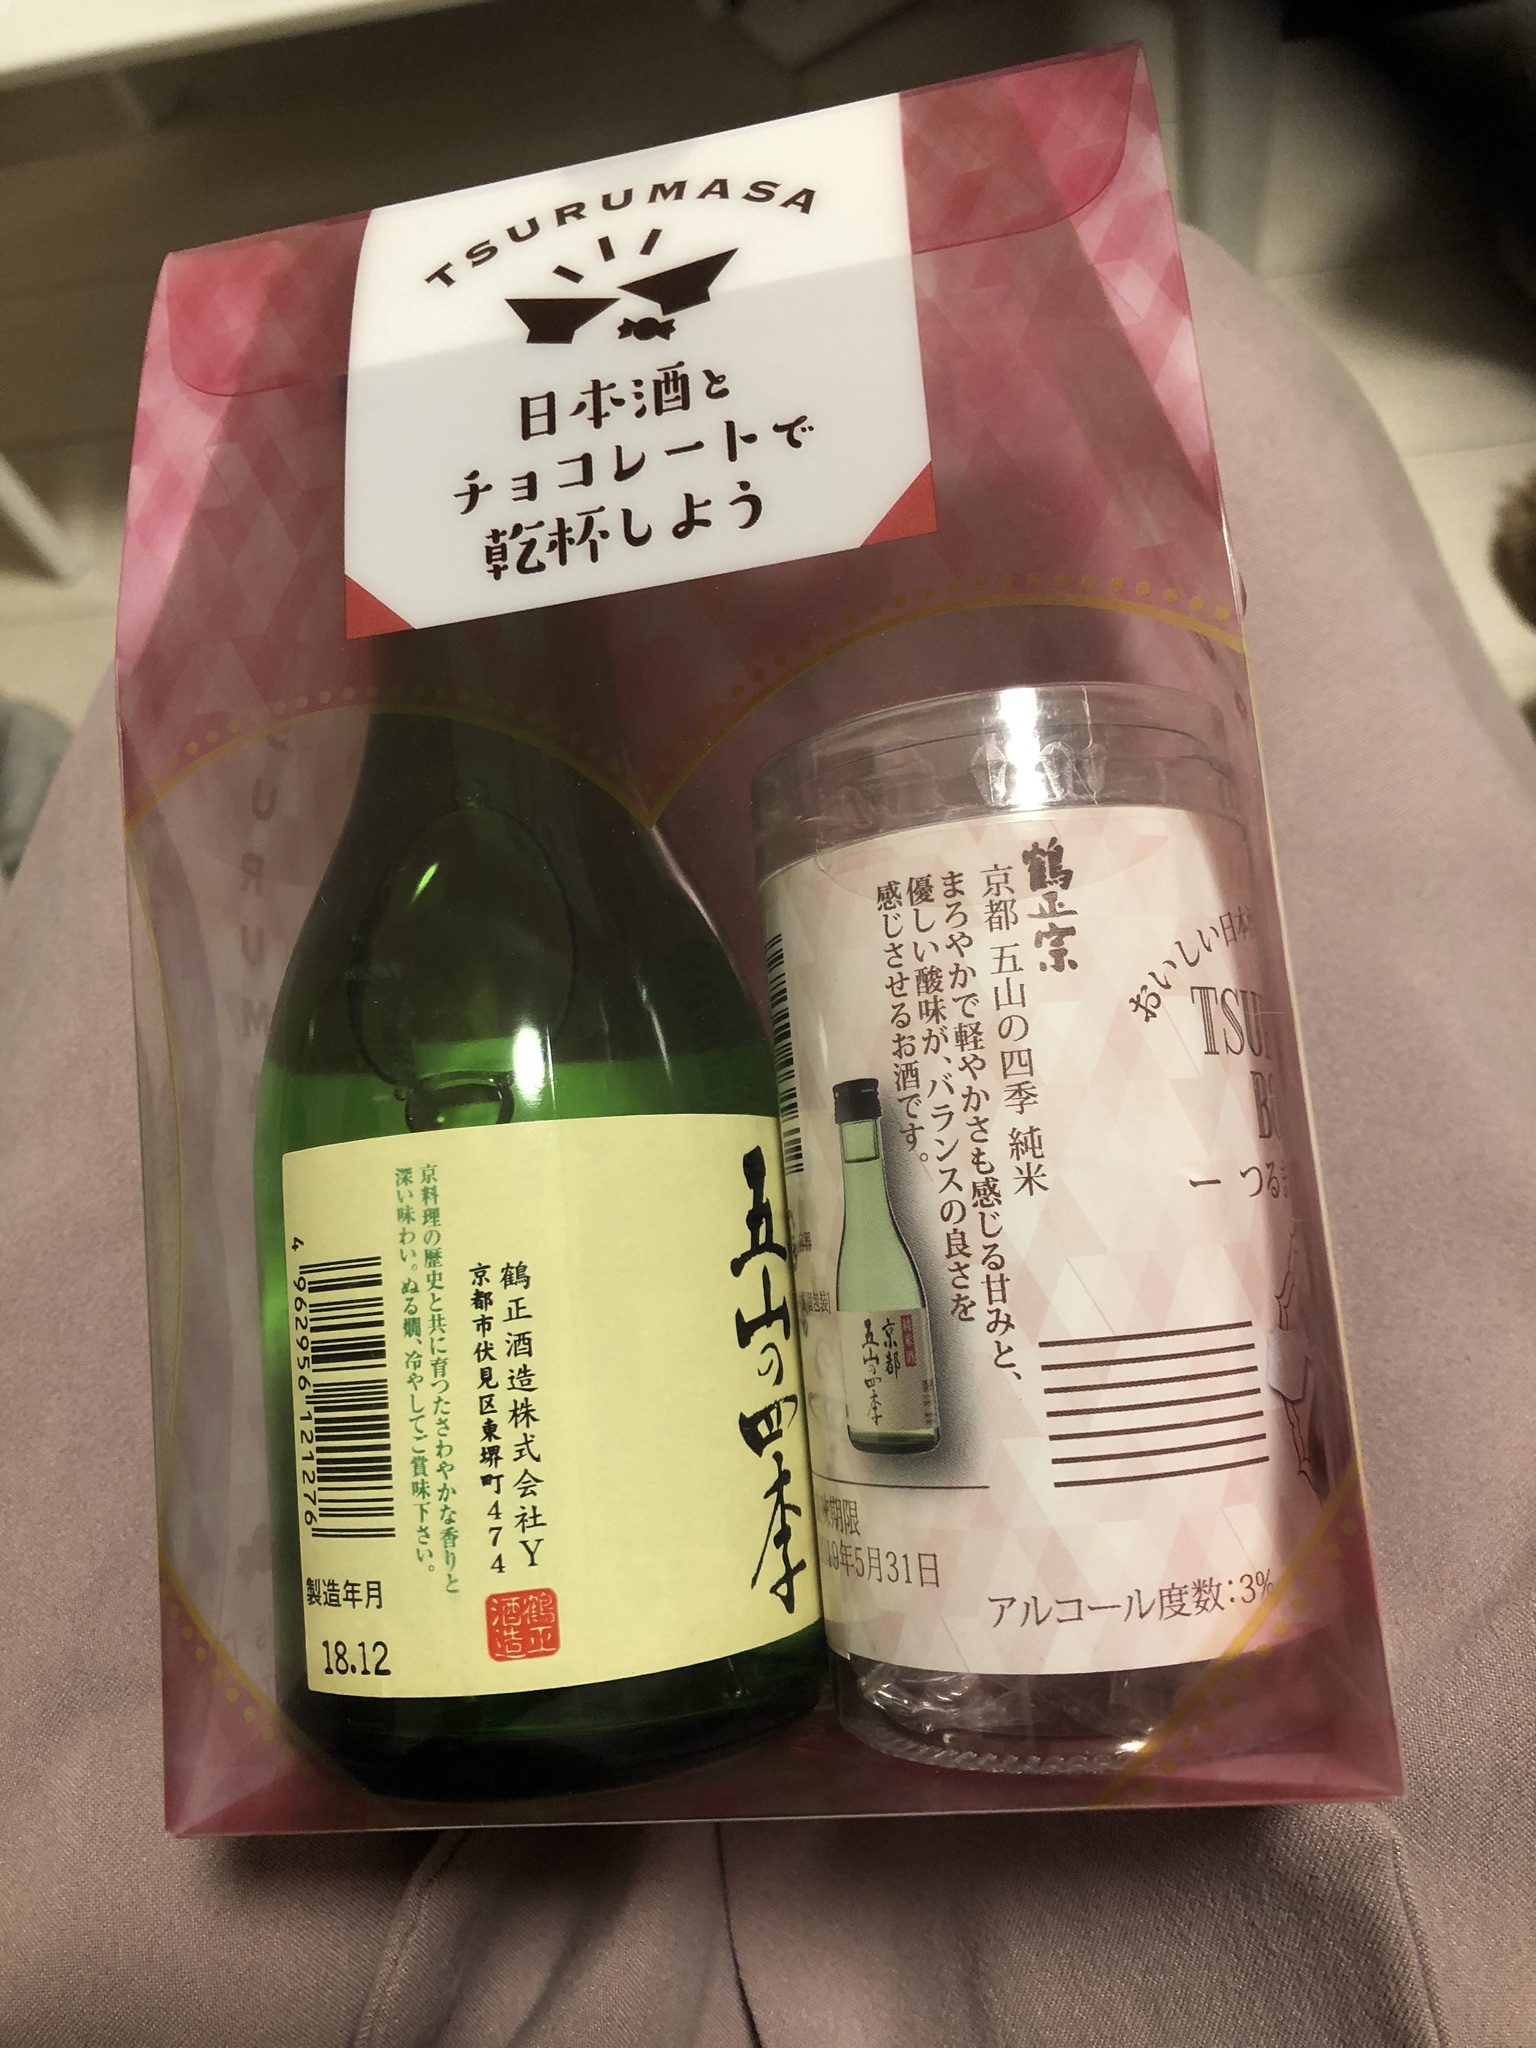 TSURUMASA
日本酒と
チョコレートで
乾杯しよう
五山の四季
鶴正酒造株式会社Y
京都市伏見区東堺町474
鶴正
酒造
京料理の歴史と共に育つたさわやかな香りと
深い味わい。ぬる燗、冷やしてご賞味下さい。
4962956121276
製造年月
18.12
鶴正宗
京都 五山の四季 純米
まろやかで軽やかさも感じる甘みと、
優しい酸味が、バランスの良さを
感じさせるお酒です。
京都
五山の四季
おいしい日本
TSU
ー つるま
期限
19年5月31日
アルコール度数:3%